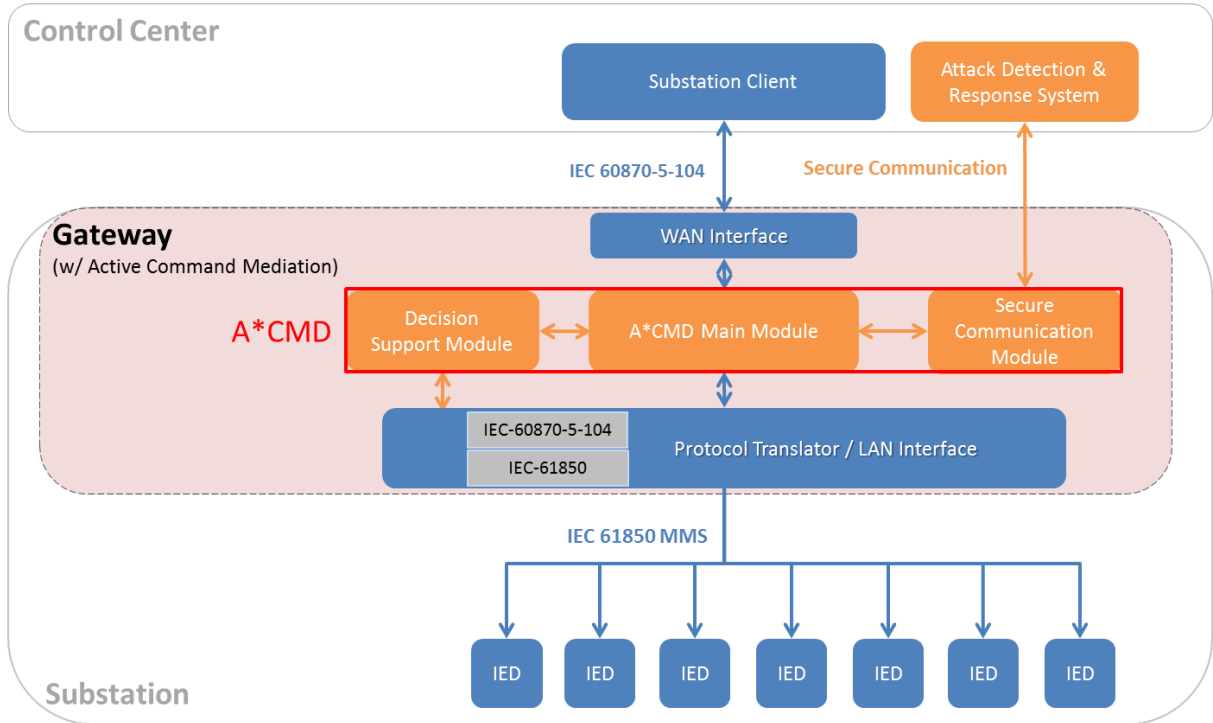 Control Center
Substation Client
Attack Detection &
Response System
IEC 60870-5-104
Secure Communication
Gateway
(w/ Active Command Mediation)
WAN Interface
A*CMD
Decision
Support Module
A*CMD Main Module
Secure
Communication
Module
IEC-60870-5-104
IEC-61850
Protocol Translator / LAN Interface
IEC 61850 MMS
IED
IED
IED
IED
IED
IED
IED
Substation